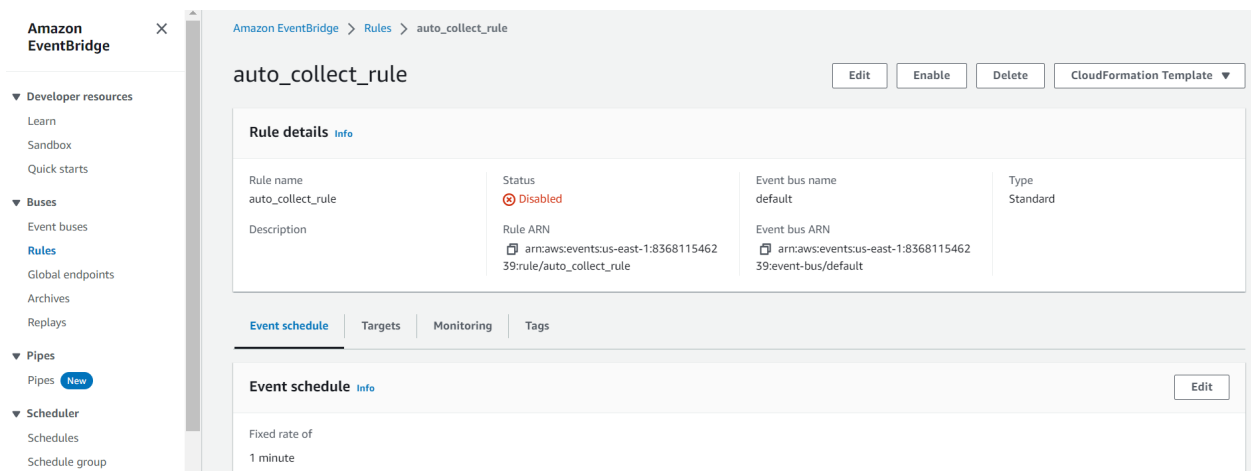 Amazon
EventBridge
Developer resources
Learn
Sandbox
Quick starts
Buses
Event buses
Rules
Global endpoints
Archives
Replays
Pipes
Pipes New
Scheduler
Schedules
Schedule group
Amazon EventBridge > Rules > auto_collect_rule
auto_collect_rule
Edit Enable Delete CloudFormation Template
Rule details Info
Rule name
auto_collect_rule
Description
Status
Disabled
Rule ARN
arn:aws:events:us-east-1:8368115462
39:rule/auto_collect_rule
Event bus name
default
Event bus ARN
arn:aws:events:us-east-1:8368115462
39:event-bus/default
Type
Standard
Event schedule Targets Monitoring Tags
Event schedule Info
Edit
Fixed rate of
1 minute